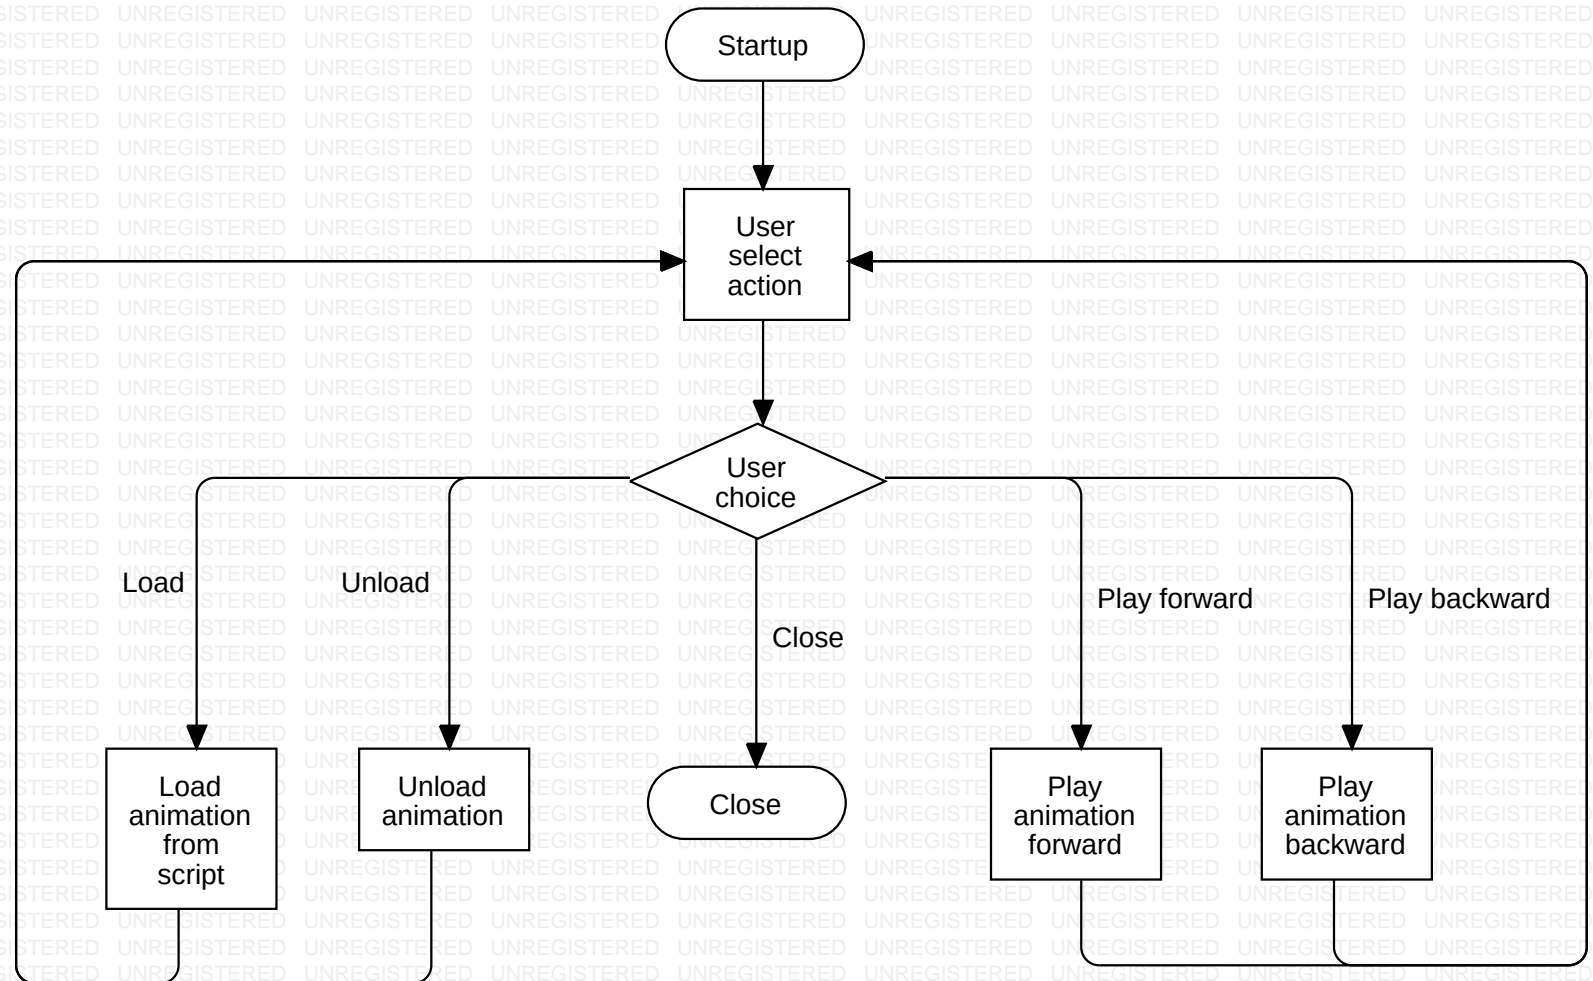 Startup
User
select
action
User
choice
Load
Unload
Close
Play forward
Play backward
Load
animation
from
script
Unload
animation
Close
Play
animation
forward
Play
animation
backward
UNREGISTERED